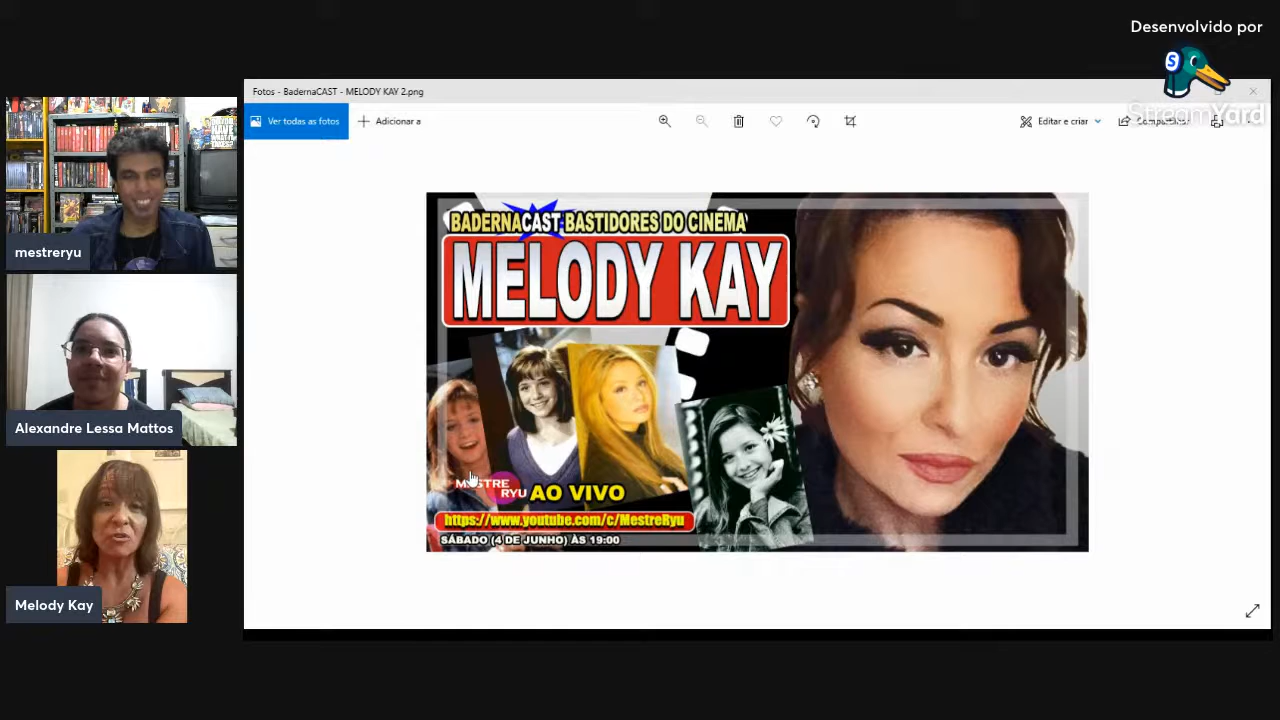 Desenvolvido por
StreamYard
Fotos - BadernaCAST - MELODY KAY 2.png
Ver todas as fotos
Adicionar a
Editar e criar
mestreryu
BADERNACAST BASTIDORES DO CINEMA
MELODY KAY
Alexandre Lessa Mattos
MESTRE
RYU
AO VIVO
https://www.youtube.com/c/MestreRyu
SÁBADO (4 DE JUNHO) ÀS 19:00
Melody Kay